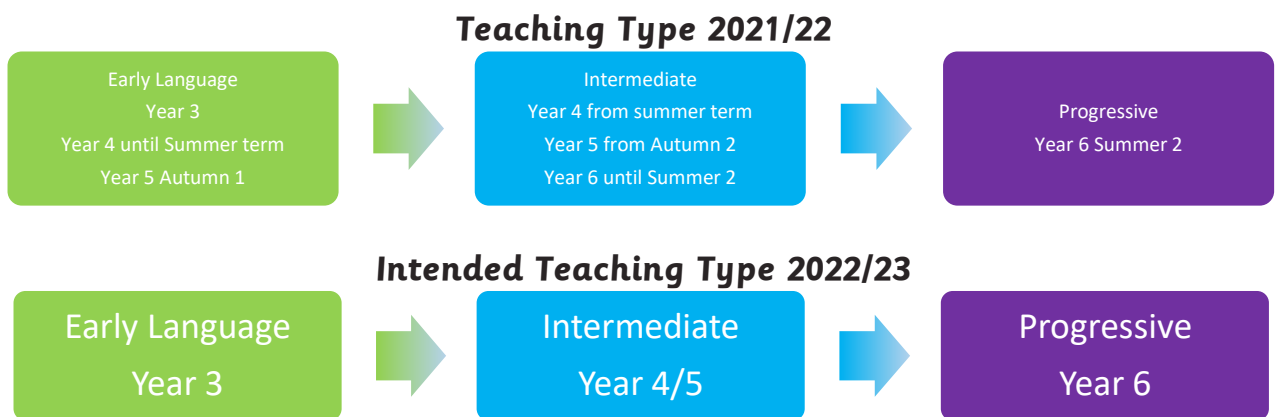 Teaching Type 2021/22
Early Language
Year 3
Year 4 until Summer term
Year 5 Autumn 1
Intermediate
Year 4 from summer term
Year 5 from Autumn 2
Year 6 until Summer 2
Progressive
Year 6 Summer 2
Intended Teaching Type 2022/23
Early Language
Year 3
Intermediate
Year 4/5
Progressive
Year 6